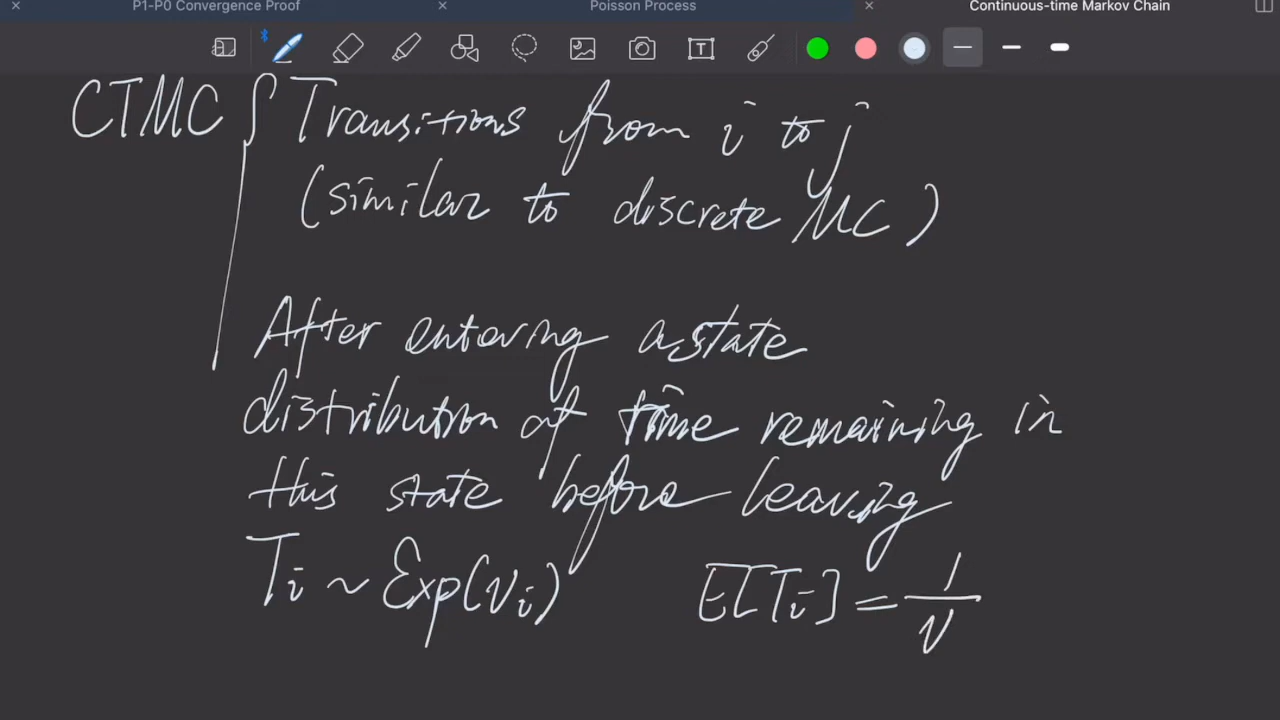 P1-P0 Convergence Proof Poisson Process Continuous-time Markov Chain
CTMC { Transitions from i to j
(similar to discrete MC)
After entering a state
distribution of time remaining in
this state before leaving
Ti ~ Exp(νi) E[Ti] = 1/ν